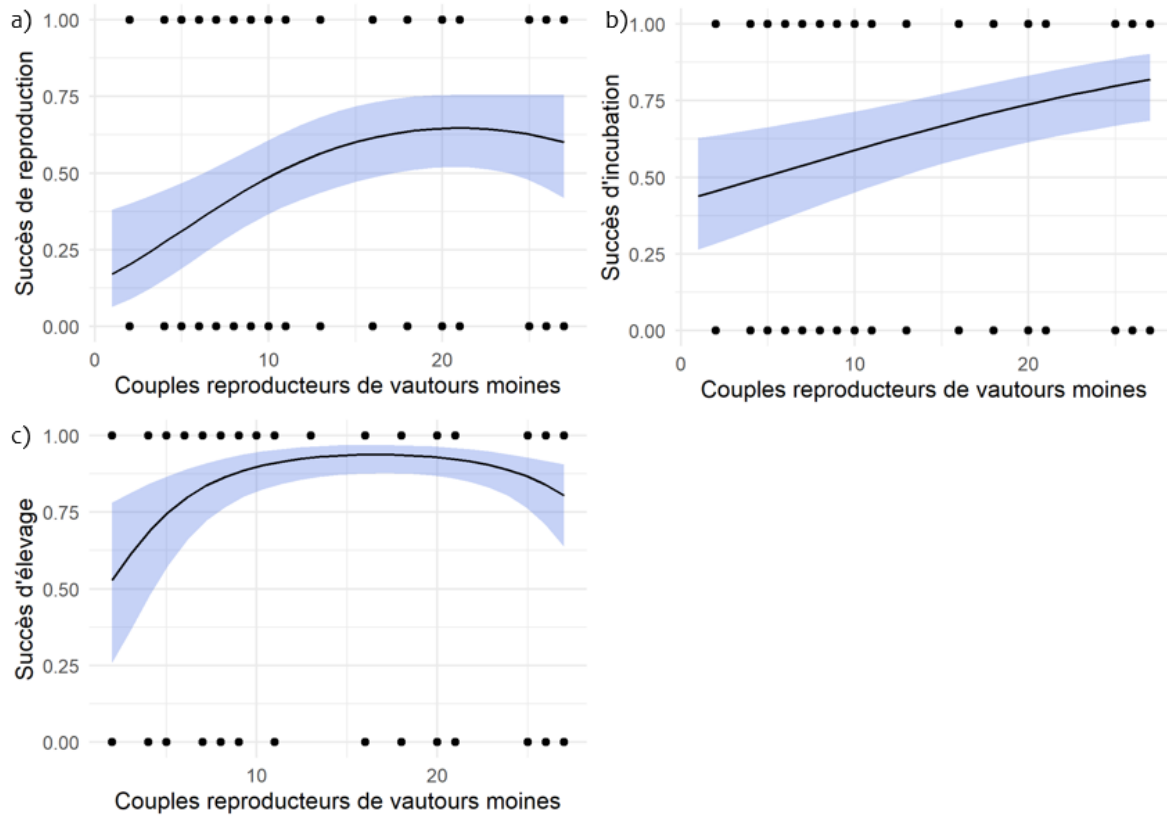 a)
1.00
0.75
0.50
0.25
0.00
Succès de reproduction
0
10
20
Couples reproducteurs de vautours moines
b)
1.00
0.75
0.50
0.25
0.00
Succès d'incubation
0
10
20
Couples reproducteurs de vautours moines
c)
1.00
0.75
0.50
0.25
0.00
Succès d'élevage
10
20
Couples reproducteurs de vautours moines